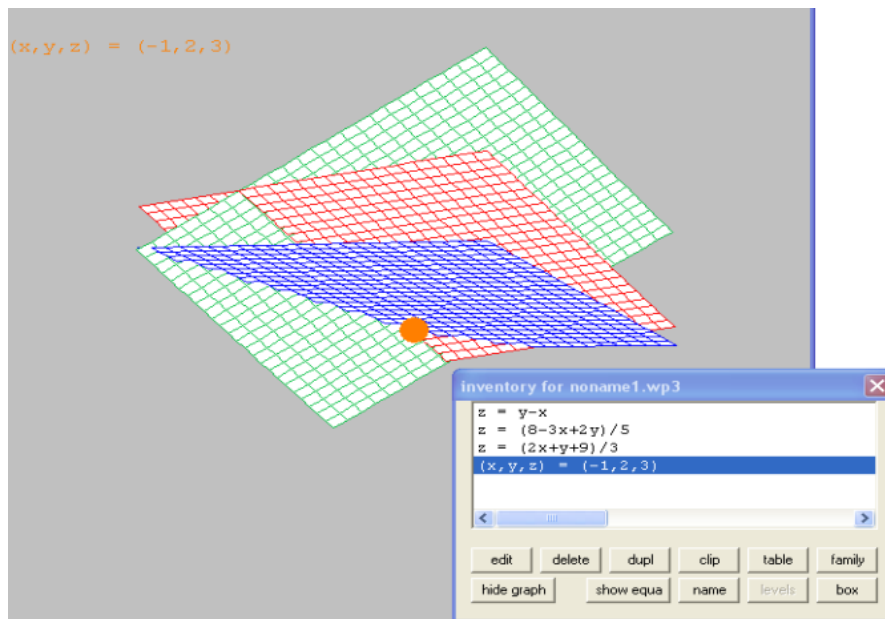 (x,y,z) = (-1,2,3)
inventory for noname1.wp3
z = y-x
z = (8-3x+2y)/5
z = (2x+y+9)/3
(x,y,z) = (-1,2,3)
edit delete dupl clip table family
hide graph show equa name levels box